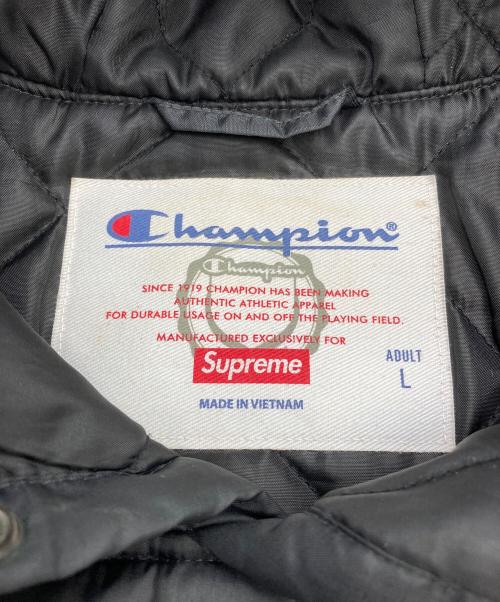 Champion®
Champion
SINCE 1919 CHAMPION HAS BEEN MAKING
AUTHENTIC ATHLETIC APPAREL
FOR DURABLE USAGE ON AND OFF THE PLAYING FIELD.
MANUFACTURED EXCLUSIVELY FOR
Supreme
ADULT
L
MADE IN VIETNAM